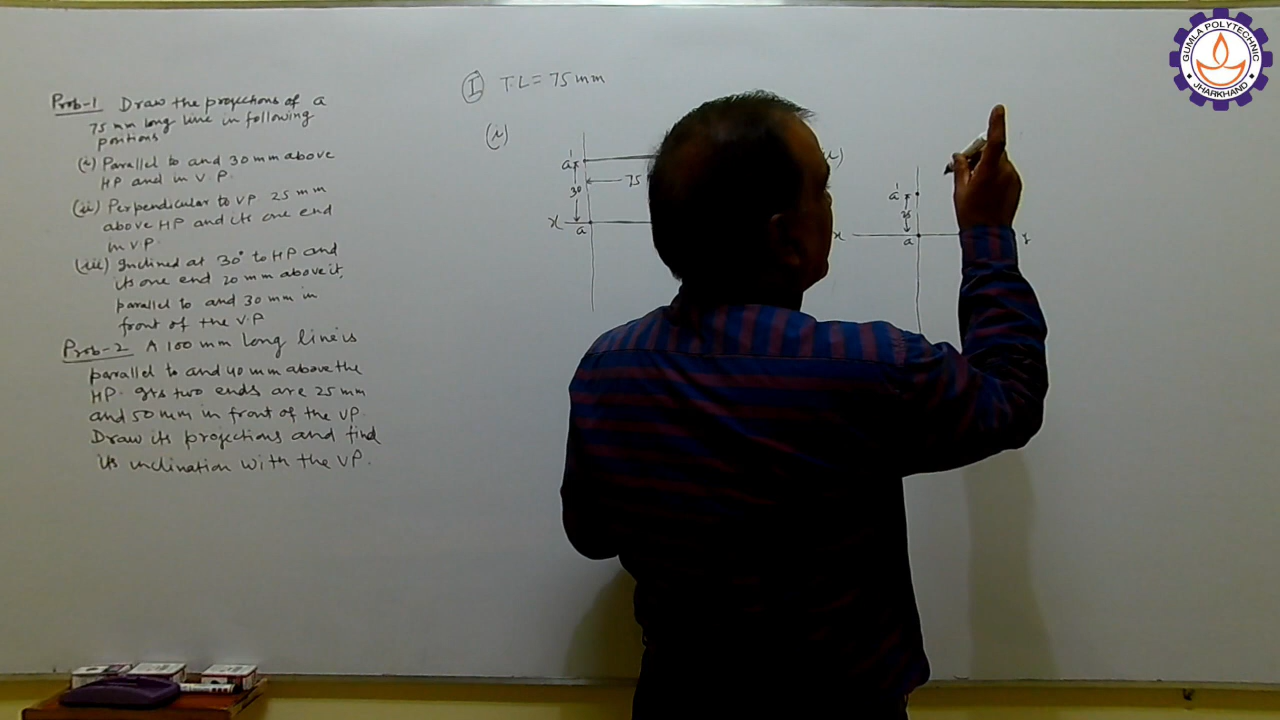 Prob-1 Draw the projections of a
75 mm long line in following
positions
(i) Parallel to and 30 mm above
HP and in V.P.
(ii) Perpendicular to VP 25 mm
above HP and its one end
in VP
(iii) Inclined at 30° to HP and
its one end 20 mm above it,
parallel to and 30 mm in
front of the V.P
Prob-2 A 100 mm long line is
parallel to and 40 mm above the
HP. Its two ends are 25 mm
and 50 mm in front of the VP.
Draw its projections and find
its inclination with the VP.
I T.L = 75 mm
(i)
a'
30
75
x
a
a'
25
x
a
y
GUMLA POLYTECHNIC
JHARKHAND